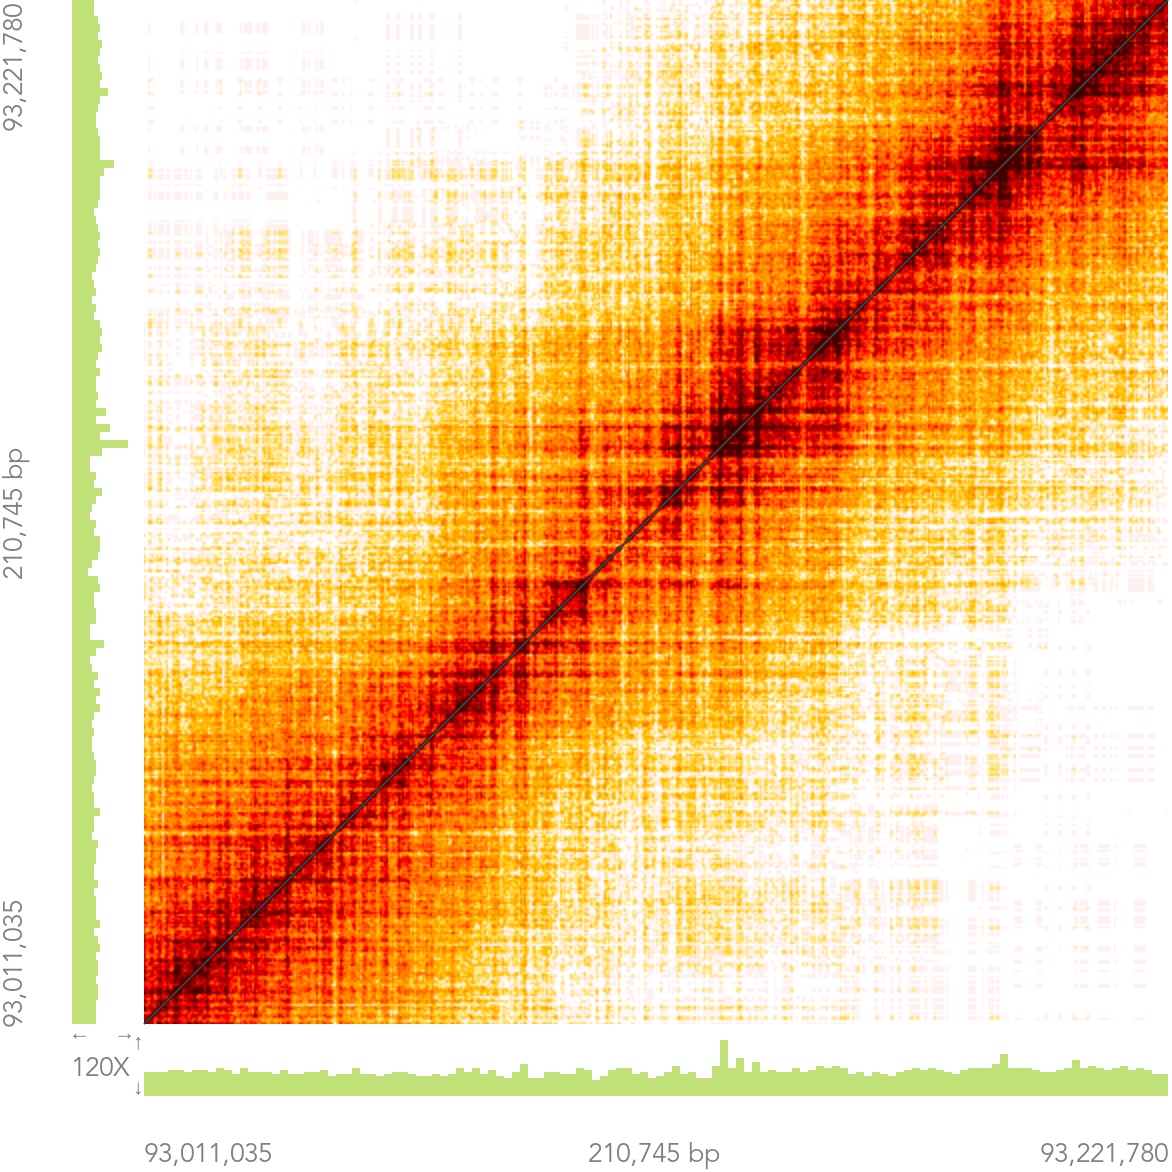 93,221,780
210,745 bp
93,011,035
← →
↑
120X
↓
93,011,035 210,745 bp 93,221,780